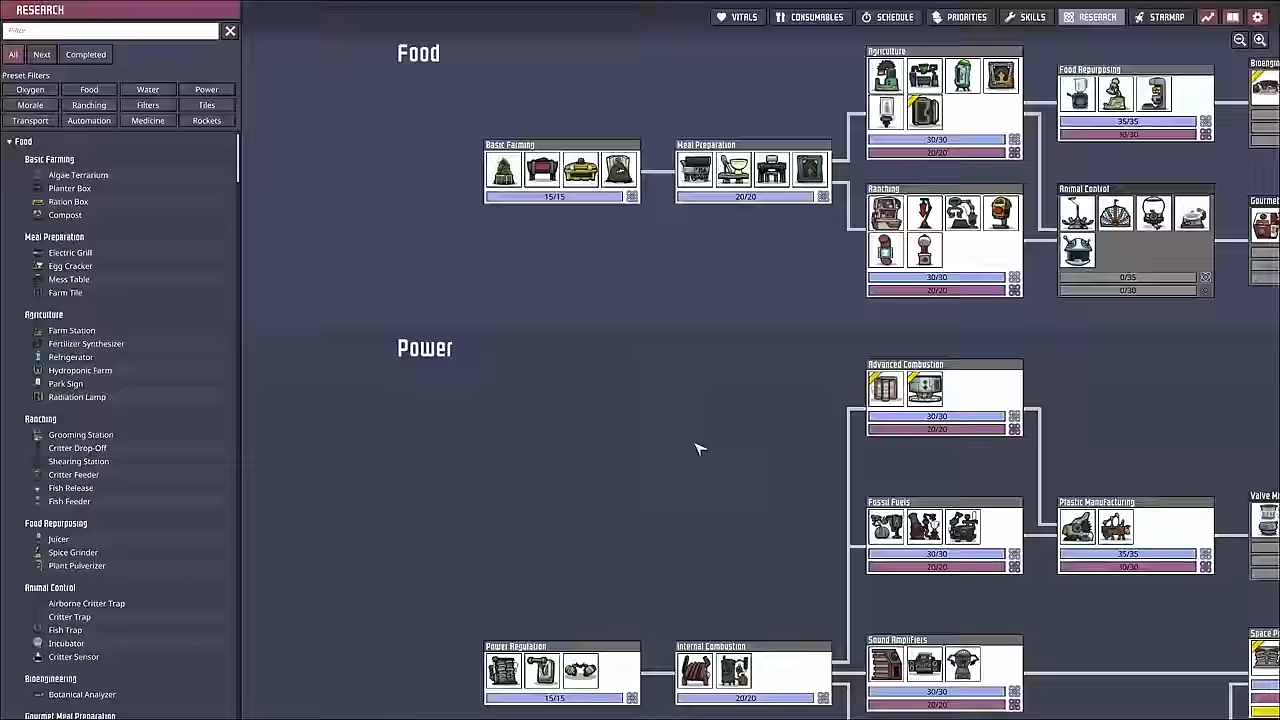 RESEARCH
VITALS
CONSUMABLES
SCHEDULE
PRIORITIES
SKILLS
RESEARCH
STARMAP
Filter
All
Next
Completed
Preset Filters
Oxygen
Food
Water
Power
Morale
Ranching
Filters
Tiles
Transport
Automation
Medicine
Rockets
Food
Basic Farming
Algae Terrarium
Planter Box
Ration Box
Compost
Meal Preparation
Electric Grill
Egg Cracker
Mess Table
Farm Tile
Agriculture
Farm Station
Fertilizer Synthesizer
Refrigerator
Hydroponic Farm
Park Sign
Radiation Lamp
Ranching
Grooming Station
Critter Drop-Off
Shearing Station
Critter Feeder
Fish Release
Fish Feeder
Food Repurposing
Juicer
Spice Grinder
Plant Pulverizer
Animal Control
Airborne Critter Trap
Critter Trap
Fish Trap
Incubator
Critter Sensor
Bioengineering
Botanical Analyzer
Gourmet Meal Preparation
Food
Basic Farming
15/15
Meal Preparation
20/20
Agriculture
30/30
20/20
Ranching
30/30
20/20
Food Repurposing
35/35
30/30
Animal Control
0/35
0/30
Bioengin
Gourmet
Power
Advanced Combustion
30/30
20/20
Fossil Fuels
30/30
20/20
Plastic Manufacturing
35/35
30/30
Valve Mi
Power Regulation
15/15
Internal Combustion
20/20
Sound Amplifiers
30/30
20/20
Space P